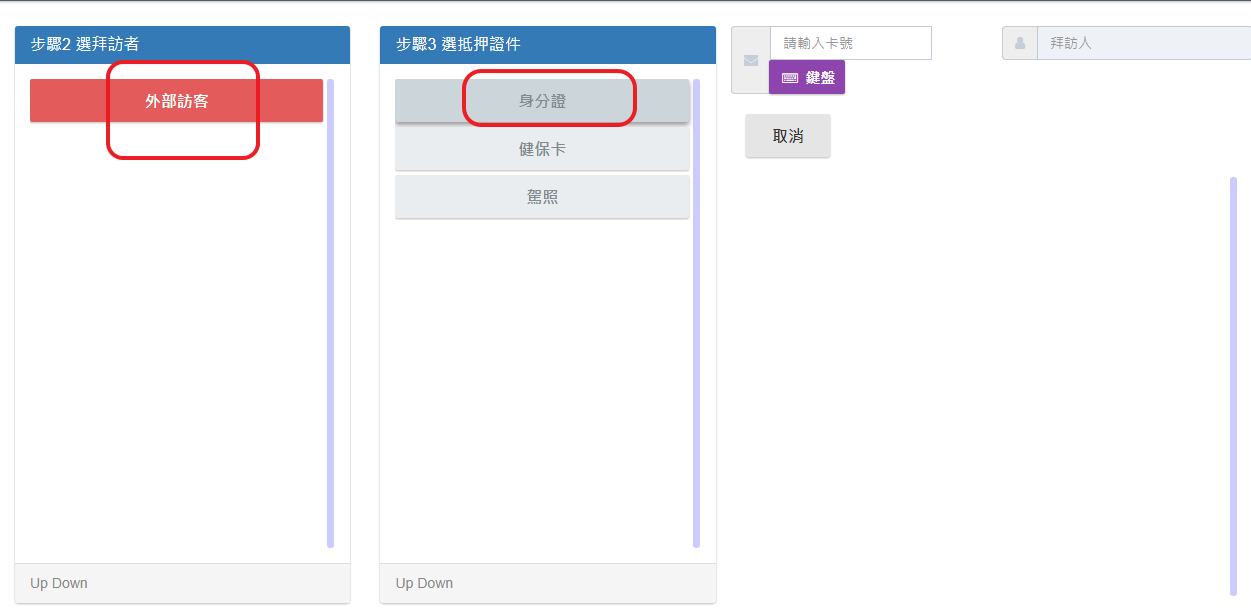 步驟2 選拜訪者
外部訪客
Up Down
步驟3 選抵押證件
身分證
健保卡
駕照
Up Down
請輸入卡號
鍵盤
取消
拜訪人